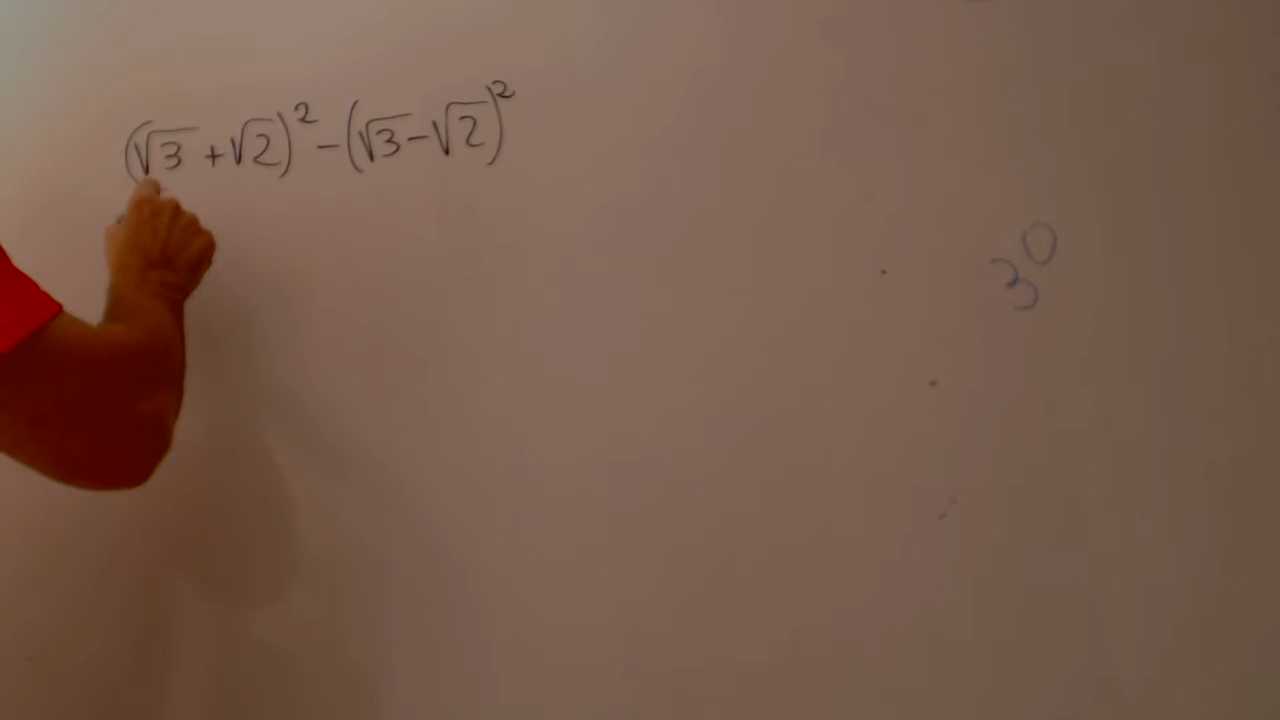 (√3 + √2)² - (√3 - √2)²
3⁰